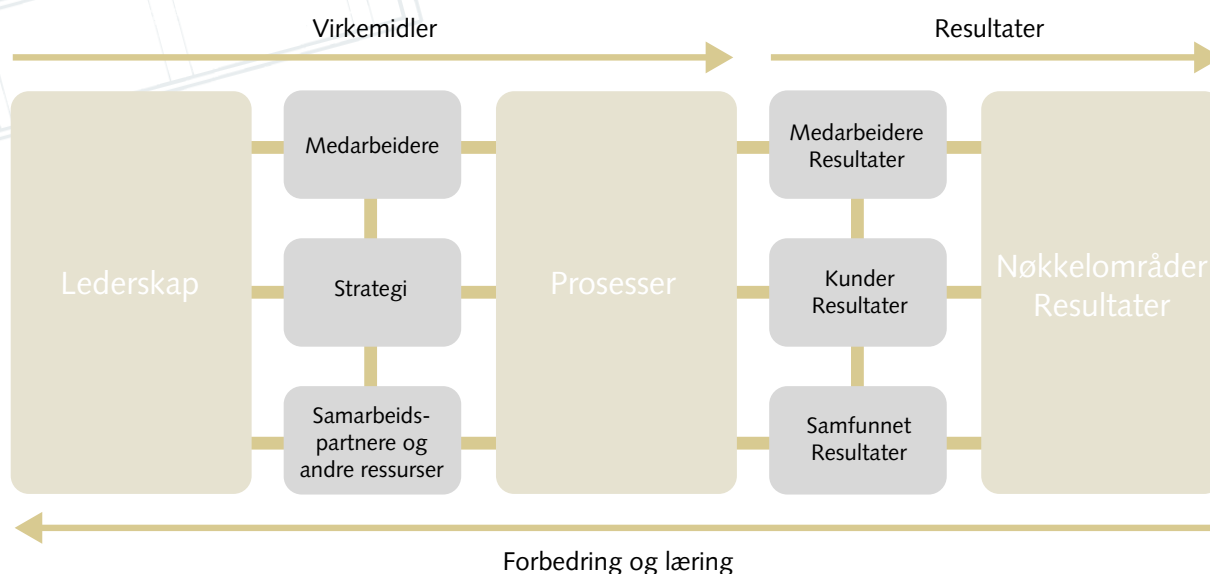 Virkemidler
Resultater
Lederskap
Medarbeidere
Strategi
Samarbeids-
partnere og
andre ressurser
Prosesser
Medarbeidere
Resultater
Kunder
Resultater
Samfunnet
Resultater
Nøkkelområder
Resultater
Forbedring og læring